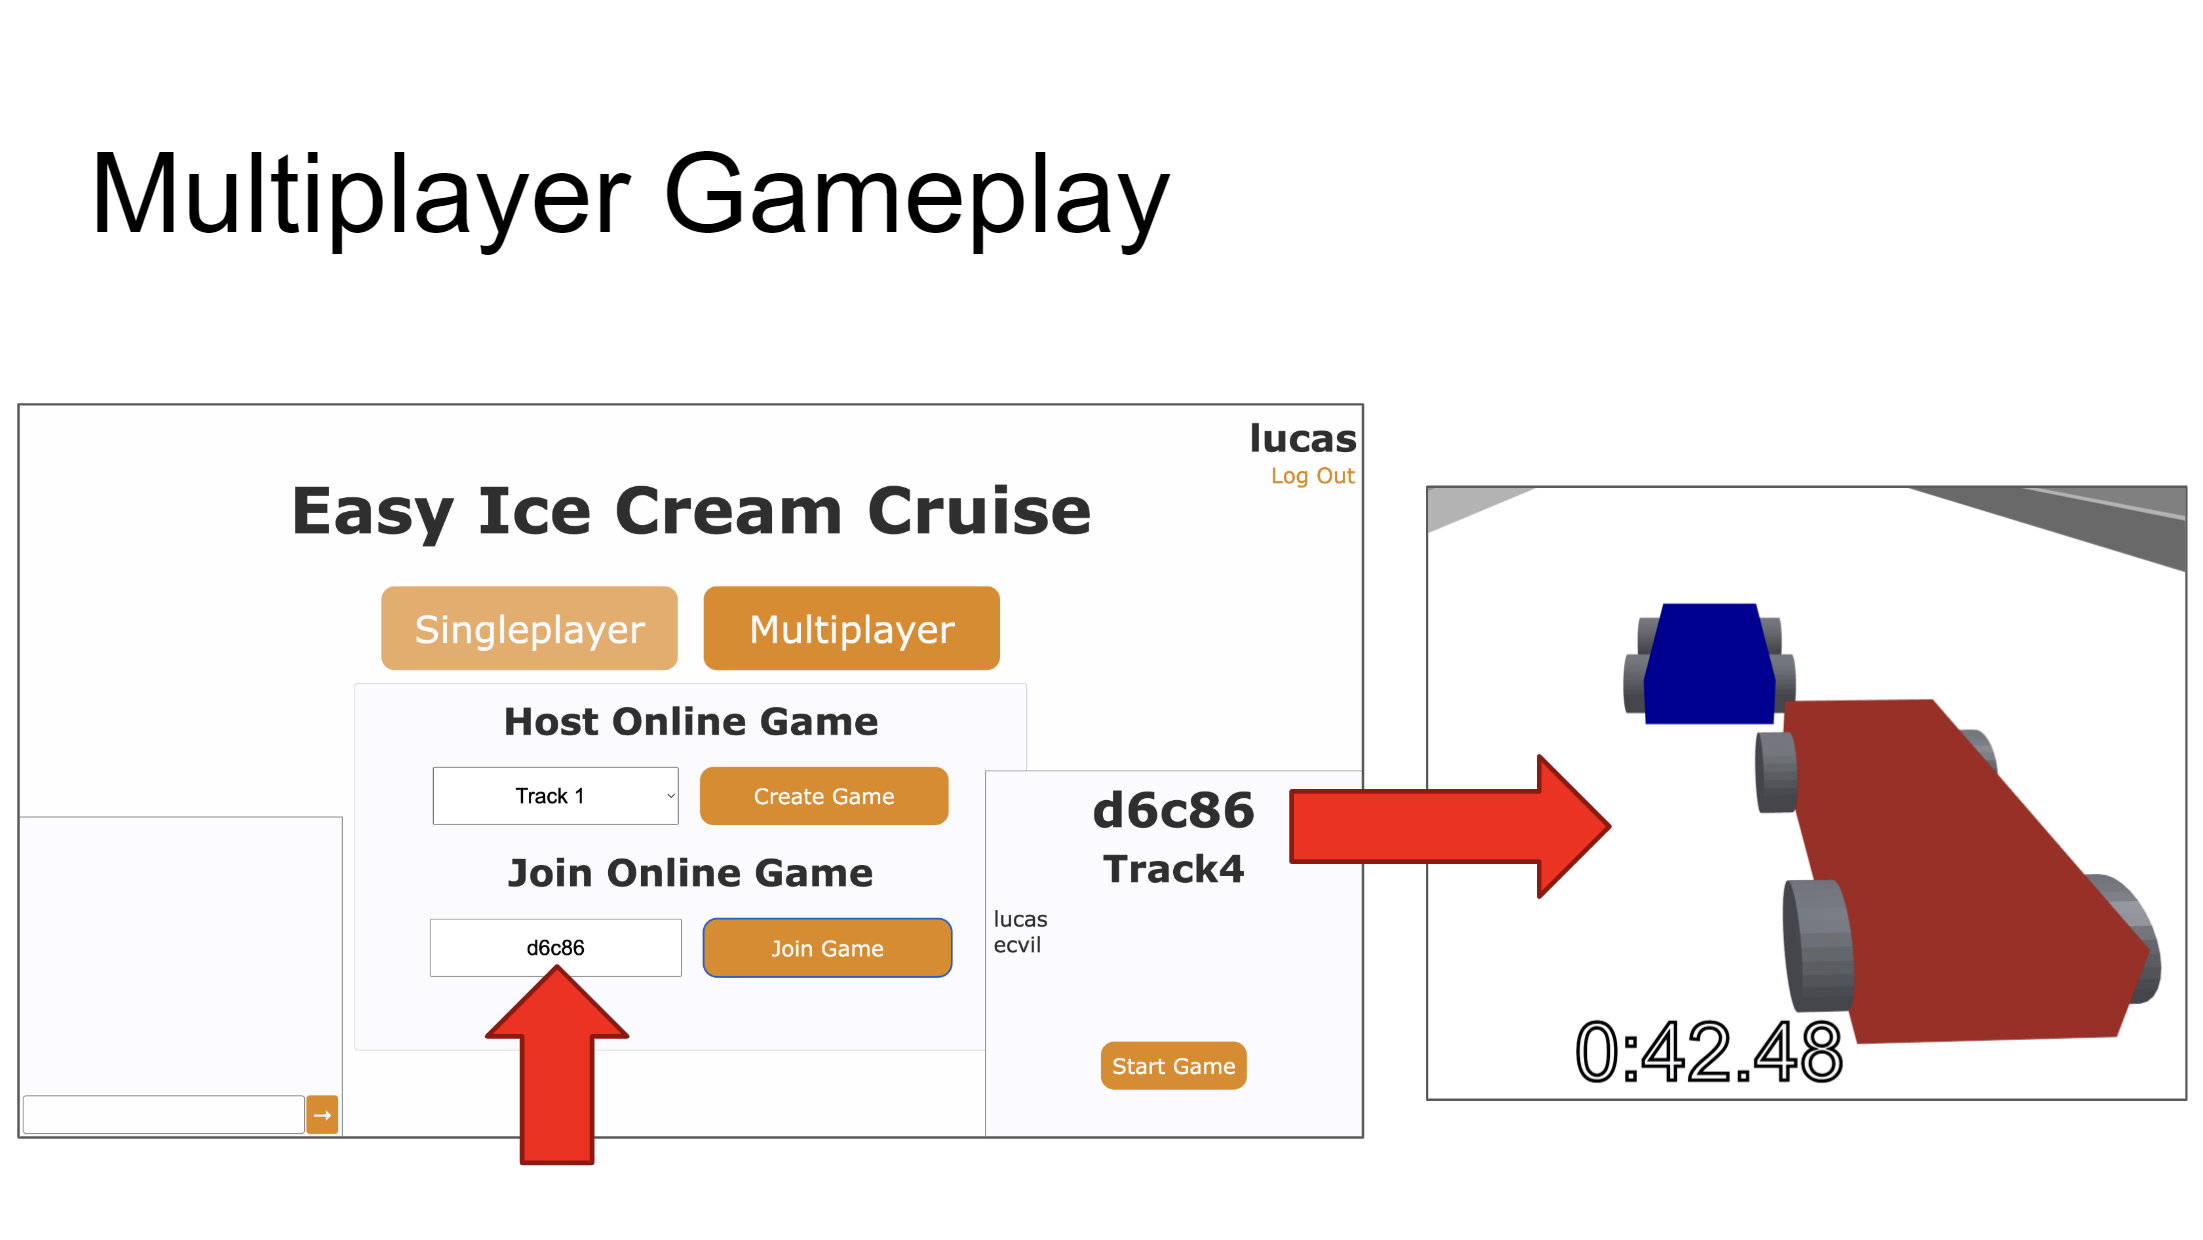 Multiplayer Gameplay
lucas
Log Out
Easy Ice Cream Cruise
Singleplayer
Multiplayer
Host Online Game
Track 1
Create Game
Join Online Game
d6c86
Join Game
d6c86
Track4
lucas
ecvil
Start Game
→
0:42.48